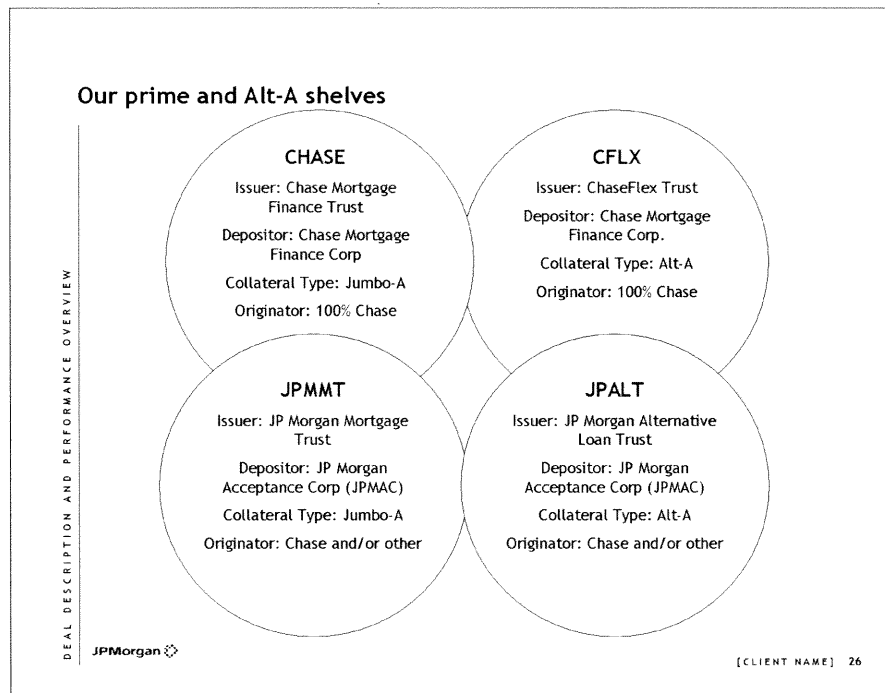 Our prime and Alt-A shelves
CHASE
Issuer: Chase Mortgage
Finance Trust
Depositor: Chase Mortgage
Finance Corp
Collateral Type: Jumbo-A
Originator: 100% Chase
CFLX
Issuer: ChaseFlex Trust
Depositor: Chase Mortgage
Finance Corp.
Collateral Type: Alt-A
Originator: 100% Chase
JPMMT
Issuer: JP Morgan Mortgage
Trust
Depositor: JP Morgan
Acceptance Corp (JPMAC)
Collateral Type: Jumbo-A
Originator: Chase and/or other
JPALT
Issuer: JP Morgan Alternative
Loan Trust
Depositor: JP Morgan
Acceptance Corp (JPMAC)
Collateral Type: Alt-A
Originator: Chase and/or other
DEAL DESCRIPTION AND PERFORMANCE OVERVIEW
JPMorgan
[CLIENT NAME] 26